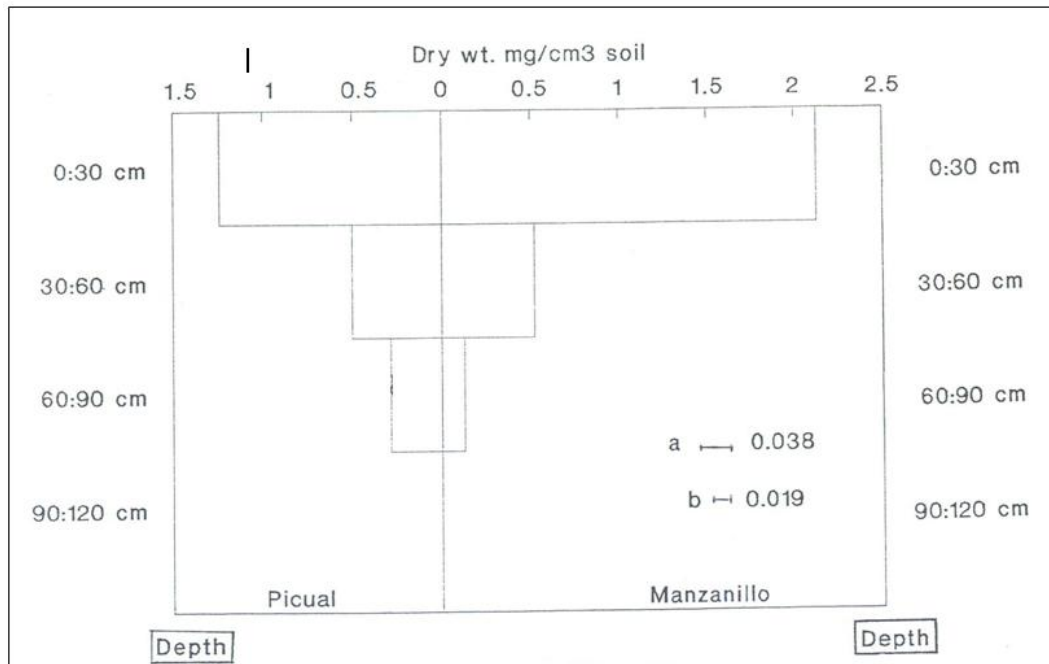 Dry wt. mg/cm3 soil
1.5 1 0.5 0 0.5 1 1.5 2 2.5
0:30 cm 0:30 cm
30:60 cm 30:60 cm
60:90 cm 60:90 cm
a 0.038
b 0.019
90:120 cm 90:120 cm
Picual Manzanillo
Depth Depth